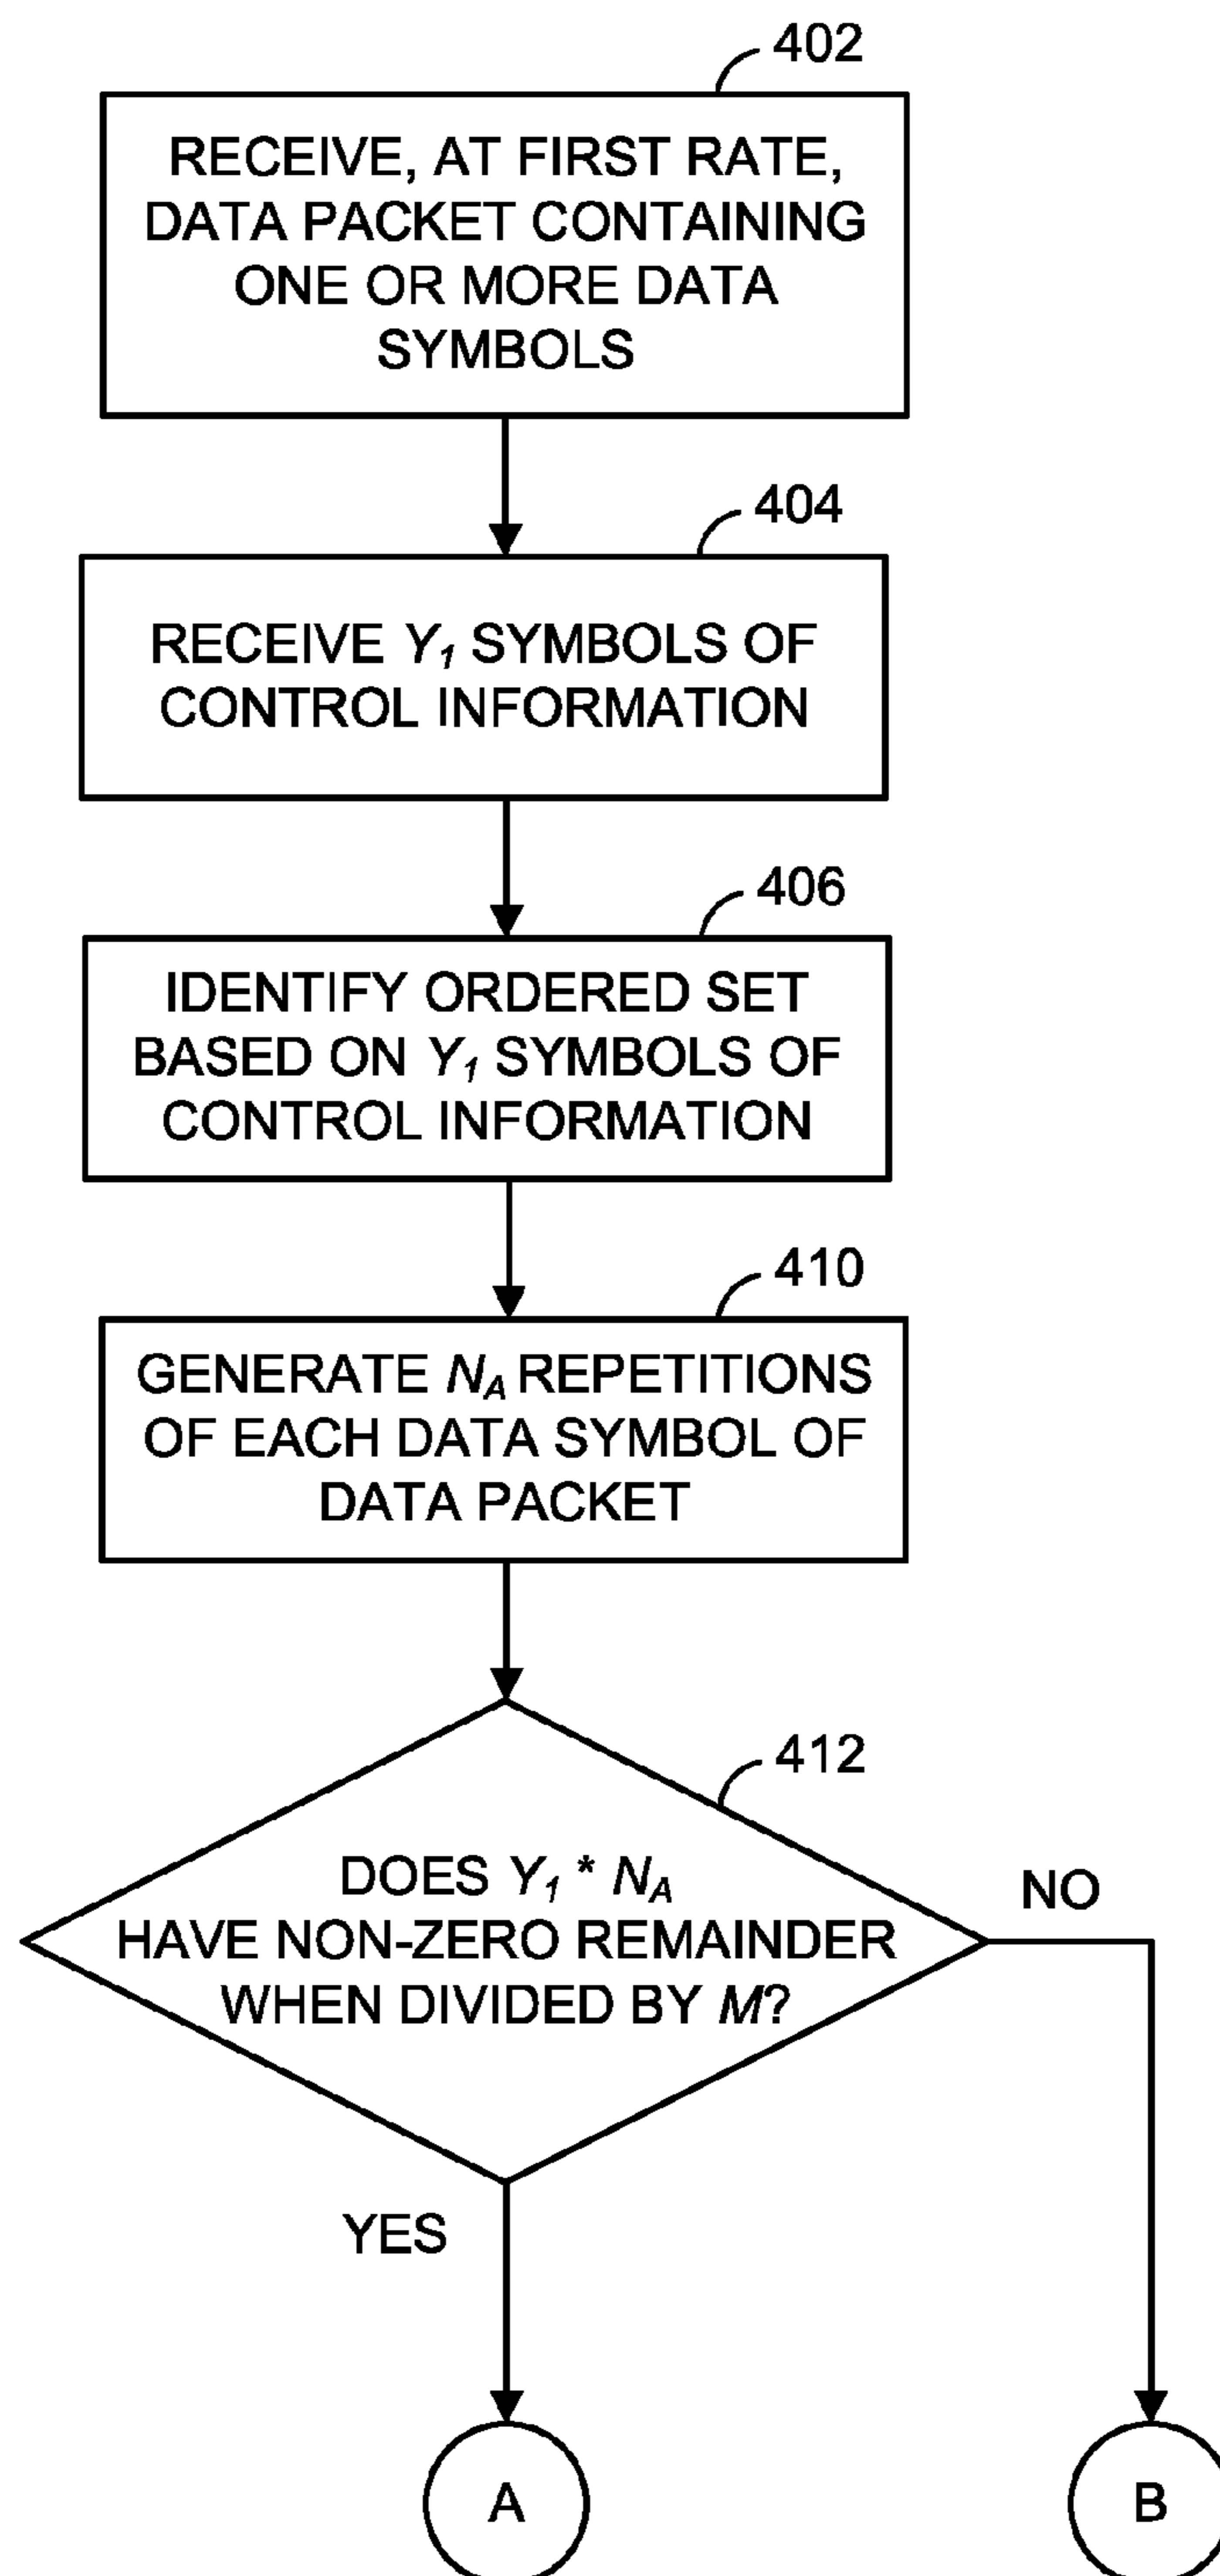 402
RECEIVE, AT FIRST RATE,
DATA PACKET CONTAINING
ONE OR MORE DATA
SYMBOLS
404
RECEIVE Y1 SYMBOLS OF
CONTROL INFORMATION
406
IDENTIFY ORDERED SET
BASED ON Y1 SYMBOLS OF
CONTROL INFORMATION
410
GENERATE NA REPETITIONS
OF EACH DATA SYMBOL OF
DATA PACKET
412
DOES Y1 * NA
HAVE NON-ZERO REMAINDER
WHEN DIVIDED BY M?
NO
YES
A
B